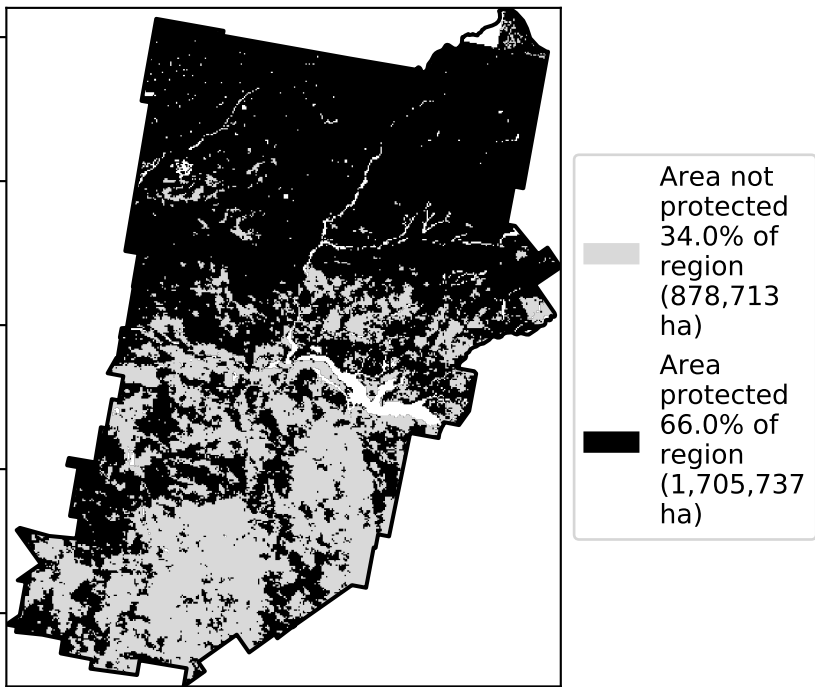 Area not
protected
34.0% of
region
(878,713
ha)
Area
protected
66.0% of
region
(1,705,737
ha)